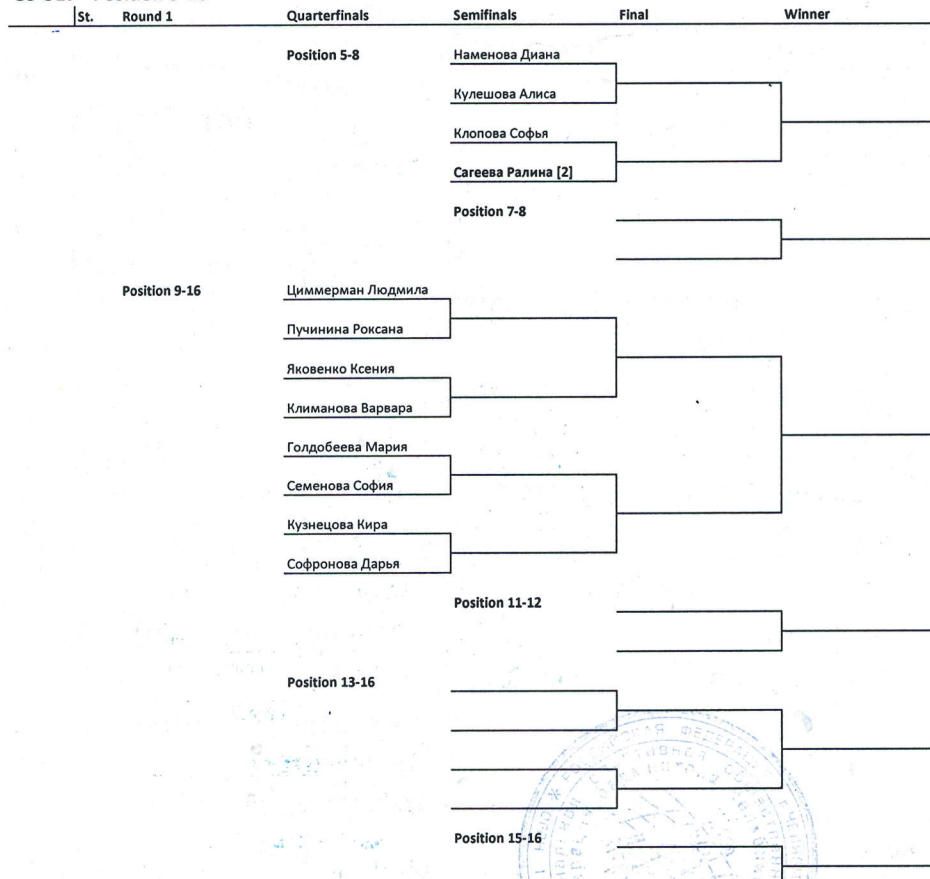 St. Round 1 Quarterfinals Semifinals Final Winner
Position 5-8 Наменова Диана
Кулешова Алиса
Клопова Софья
Сагеева Ралина [2]
Position 7-8
Position 9-16 Циммерман Людмила
Пучинина Роксана
Яковенко Ксения
Климанова Варвара
Голдобеева Мария
Семенова София
Кузнецова Кира
Софронова Дарья
Position 11-12
Position 13-16
Position 15-16